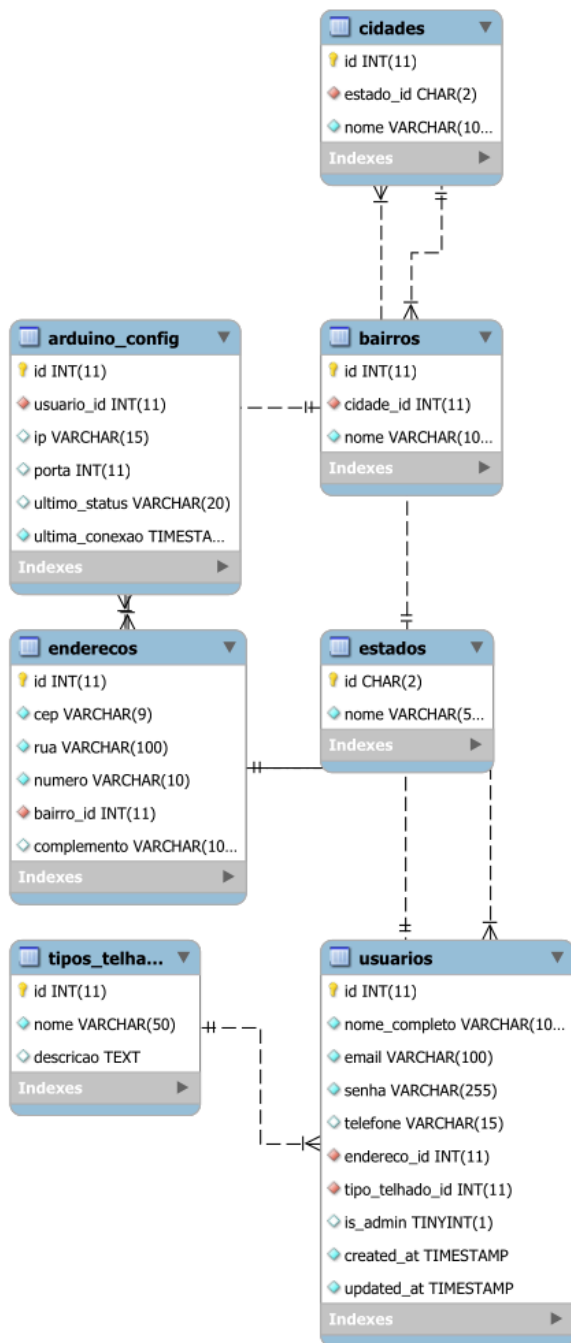 cidades
id INT(11)
estado_id CHAR(2)
nome VARCHAR(10...
Indexes
arduino_config
id INT(11)
usuario_id INT(11)
ip VARCHAR(15)
porta INT(11)
ultimo_status VARCHAR(20)
ultima_conexao TIMESTA...
Indexes
bairros
id INT(11)
cidade_id INT(11)
nome VARCHAR(10...
Indexes
enderecos
id INT(11)
cep VARCHAR(9)
rua VARCHAR(100)
numero VARCHAR(10)
bairro_id INT(11)
complemento VARCHAR(10...
Indexes
estados
id CHAR(2)
nome VARCHAR(5...
Indexes
tipos_telha...
id INT(11)
nome VARCHAR(50)
descricao TEXT
Indexes
usuarios
id INT(11)
nome_completo VARCHAR(10...
email VARCHAR(100)
senha VARCHAR(255)
telefone VARCHAR(15)
endereco_id INT(11)
tipo_telhado_id INT(11)
is_admin TINYINT(1)
created_at TIMESTAMP
updated_at TIMESTAMP
Indexes